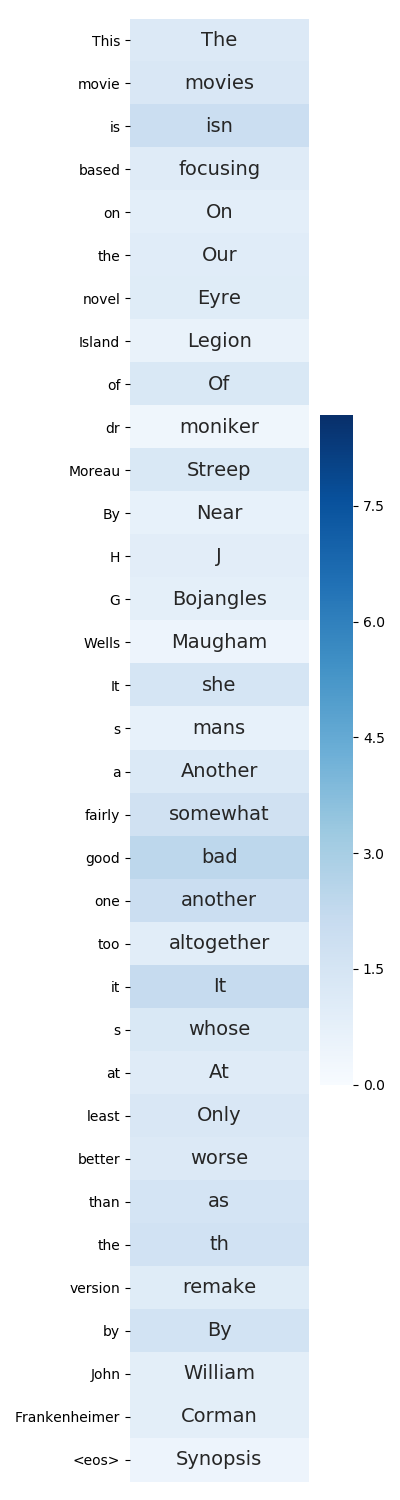 This The
movie movies
is isn
based focusing
on On
the Our
novel Eyre
Island Legion
of Of
dr moniker
Moreau Streep
By Near
H J
G Bojangles
Wells Maugham
It she
s mans
a Another
fairly somewhat
good bad
one another
too altogether
it It
s whose
at At
least Only
better worse
than as
the th
version remake
by By
John William
Frankenheimer Corman
<eos> Synopsis
7.5
6.0
4.5
3.0
1.5
0.0